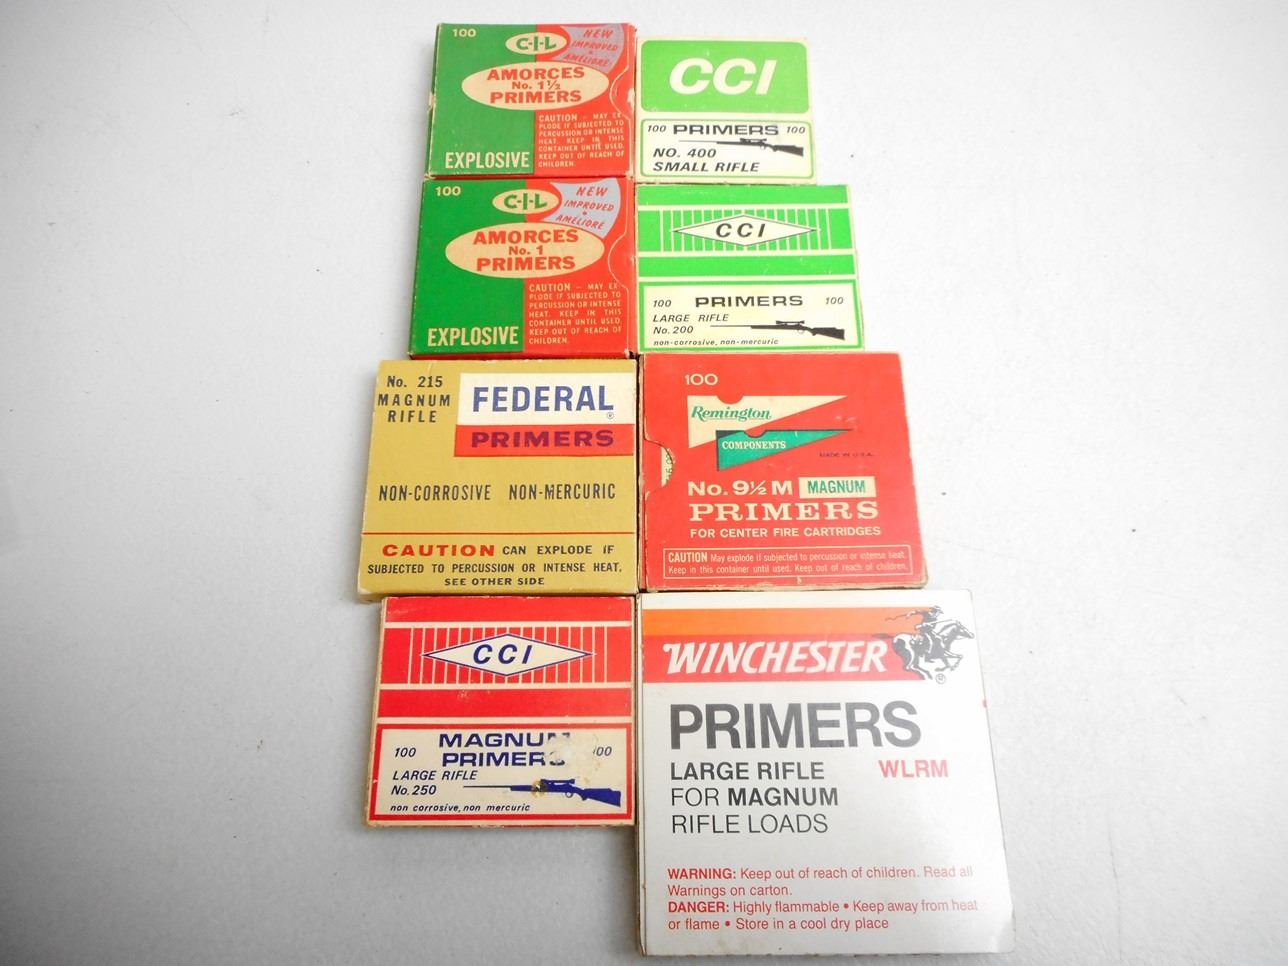 100
C-I-L
NEW
IMPROVED
&
AMÉLIORÉ
AMORCES
No. 1½
PRIMERS
CAUTION - MAY EX-
PLODE IF SUBJECTED TO
PERCUSSION OR INTENSE
HEAT. KEEP IN THIS
CONTAINER UNTIL USED.
KEEP OUT OF REACH OF
CHILDREN.
EXPLOSIVE
CCI
100 PRIMERS 100
NO. 400
SMALL RIFLE
100
C-I-L
NEW
IMPROVED
AMÉLIORÉ
AMORCES
No. 1
PRIMERS
CAUTION - MAY EX-
PLODE IF SUBJECTED TO
PERCUSSION OR INTENSE
HEAT. KEEP IN THIS
CONTAINER UNTIL USED.
KEEP OUT OF REACH OF
CHILDREN.
EXPLOSIVE
CCI
100 PRIMERS 100
LARGE RIFLE
No. 200
non-corrosive, non-mercuric
No. 215
MAGNUM
RIFLE
FEDERAL®
PRIMERS
NON-CORROSIVE NON-MERCURIC
CAUTION CAN EXPLODE IF
SUBJECTED TO PERCUSSION OR INTENSE HEAT.
SEE OTHER SIDE
100
Remington
COMPONENTS
MADE IN U.S.A.
No. 9½ M MAGNUM
PRIMERS
FOR CENTER FIRE CARTRIDGES
CAUTION May explode if subjected to percussion or intense heat.
Keep in this container until used. Keep out of reach of children.
CCI
100 MAGNUM 100
PRIMERS
LARGE RIFLE
No. 250
non corrosive, non mercuric
WINCHESTER
®
PRIMERS
LARGE RIFLE WLRM
FOR MAGNUM
RIFLE LOADS
WARNING: Keep out of reach of children. Read all
Warnings on carton.
DANGER: Highly flammable • Keep away from heat
or flame • Store in a cool dry place